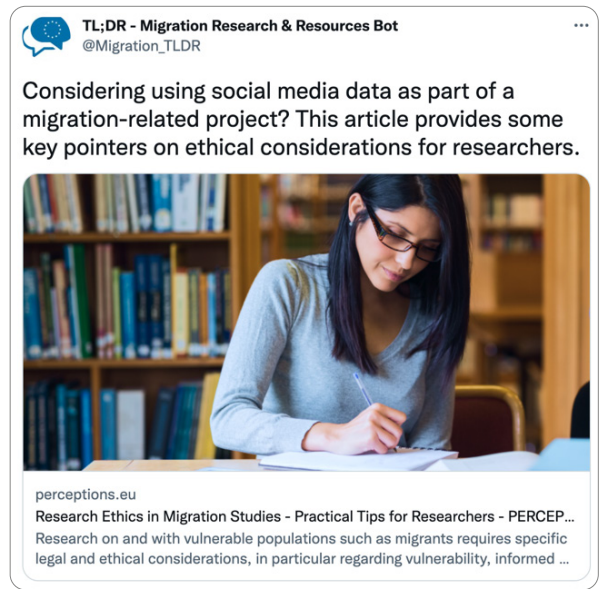 TL;DR - Migration Research & Resources Bot
@Migration_TLDR
Considering using social media data as part of a
migration-related project? This article provides some
key pointers on ethical considerations for researchers.
perceptions.eu
Research Ethics in Migration Studies - Practical Tips for Researchers - PERCEP...
Research on and with vulnerable populations such as migrants requires specific
legal and ethical considerations, in particular regarding vulnerability, informed ...